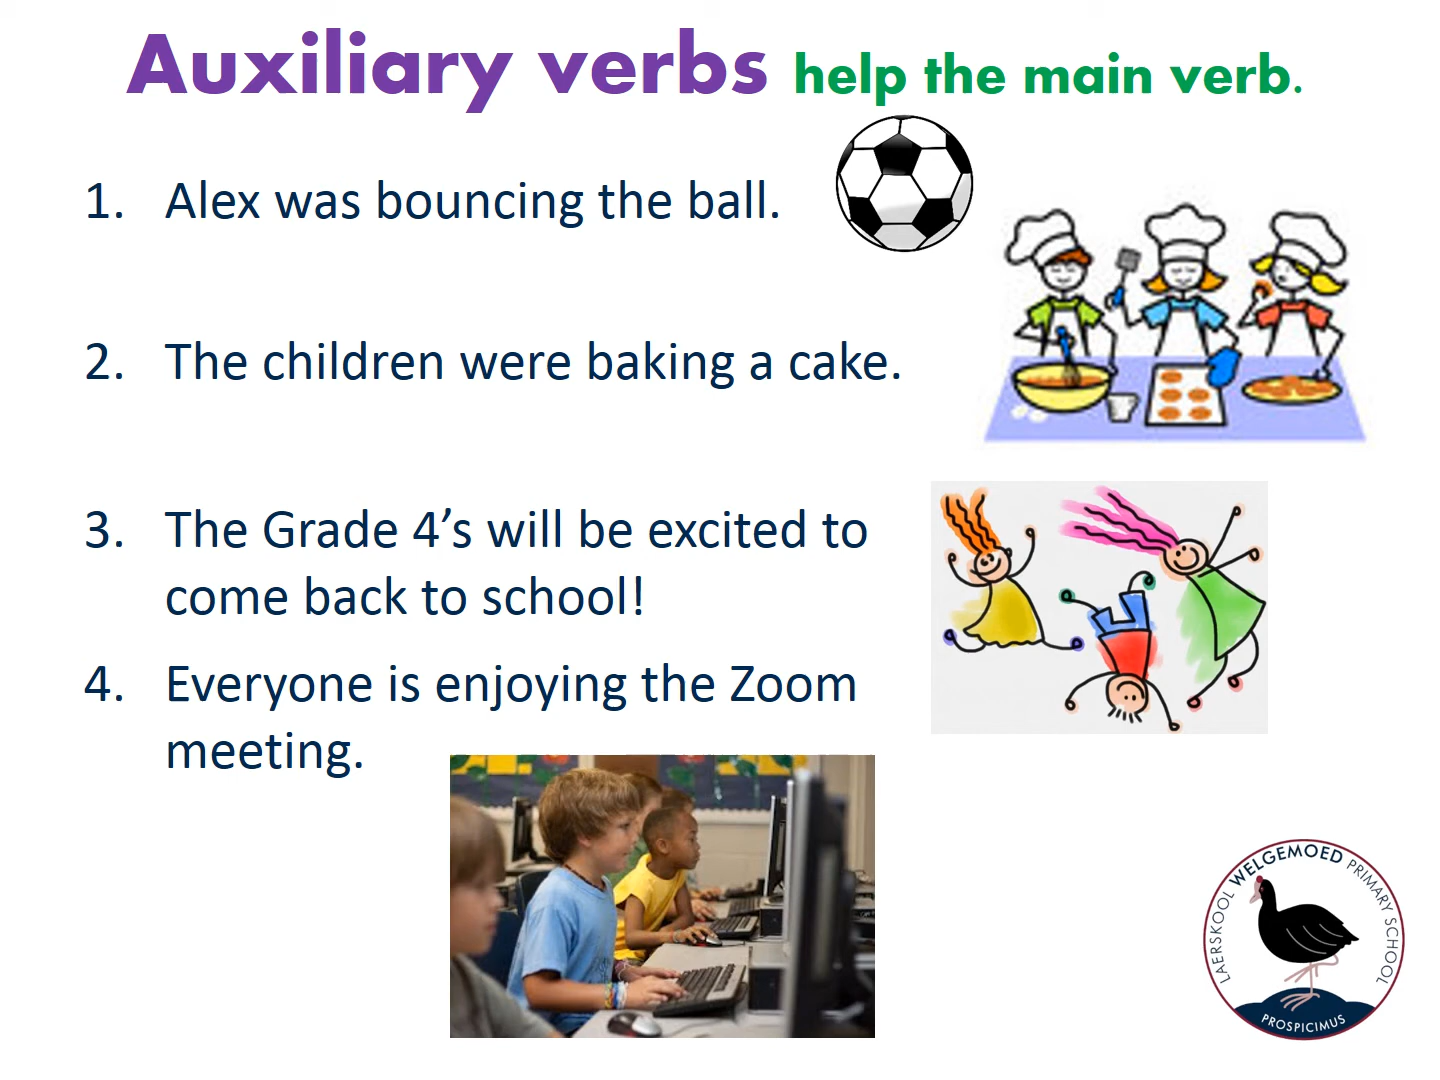 Auxiliary verbs help the main verb.
1. Alex was bouncing the ball.
2. The children were baking a cake.
3. The Grade 4’s will be excited to
come back to school!
4. Everyone is enjoying the Zoom
meeting.
LAERSKOOL WELGEMOED PRIMARY SCHOOL
PROSPICIMUS